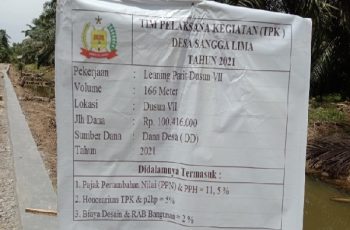 TIM PELAKSANA KEGIATAN (TPK)
DESA SANGGA LIMA
TAHUN 2021
Pekerjaan : Lening Parit Dusun VII
Volume : 166 Meter
Lokasi : Dusun VII
Jlh Dana : Rp. 100,416.000
Sumber Dana : Dana Desa ( DD)
Tahun : 2021
Didalamnya Termasuk :
1. Pajak Pertambahan Nilai (PPN) & PPH = 11, 5 %
2. Honorarium TPK & p2hp = 5%
3. Biaya Desain & RAB Bangunan = 2 %